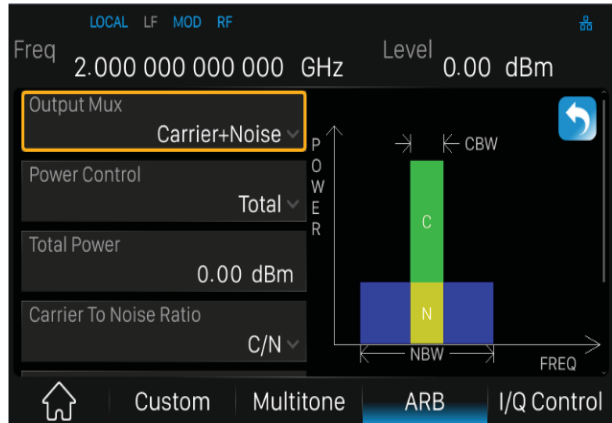 LOCAL LF MOD RF
Freq 2.000 000 000 000 GHz Level 0.00 dBm
Output Mux
Carrier+Noise
Power Control
Total
Total Power
0.00 dBm
Carrier To Noise Ratio
C/N
POWER
CBW
C
N
NBW
FREQ
Custom Multitone ARB I/Q Control